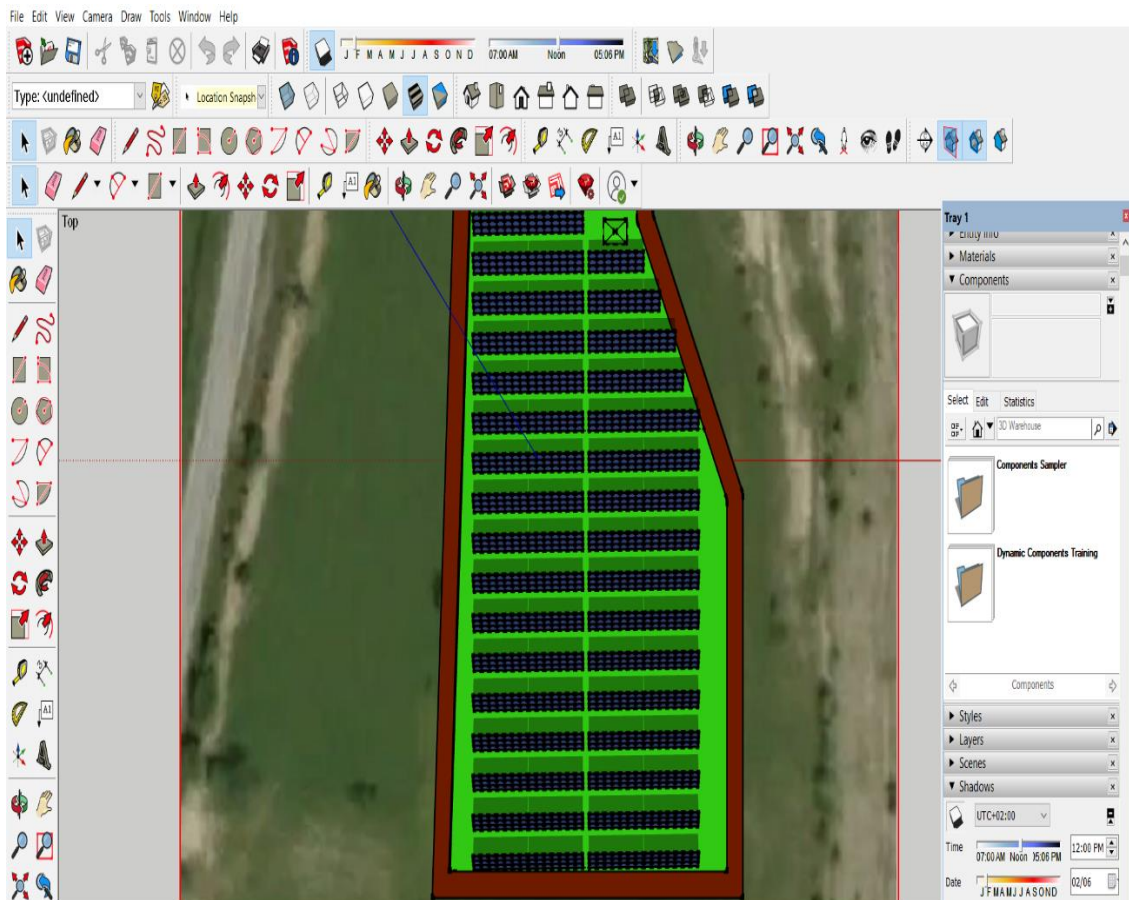 File Edit View Camera Draw Tools Window Help
J F M A M J J A S O N D 07:00 AM Noon 05:06 PM
Type: <undefined> Location Snapsh
Top
Tray 1
Entity Info
Materials
Components
Select Edit Statistics
3D Warehouse
Components Sampler
Dynamic Components Training
Components
Styles
Layers
Scenes
Shadows
UTC+02:00
Time 07:00 AM Noon 05:06 PM 12:00 PM
Date J F M A M J J A S O N D 02/06